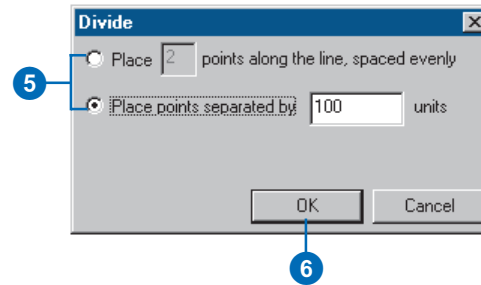 Divide
Place 2 points along the line, spaced evenly
5
Place points separated by 100 units
OK Cancel
6